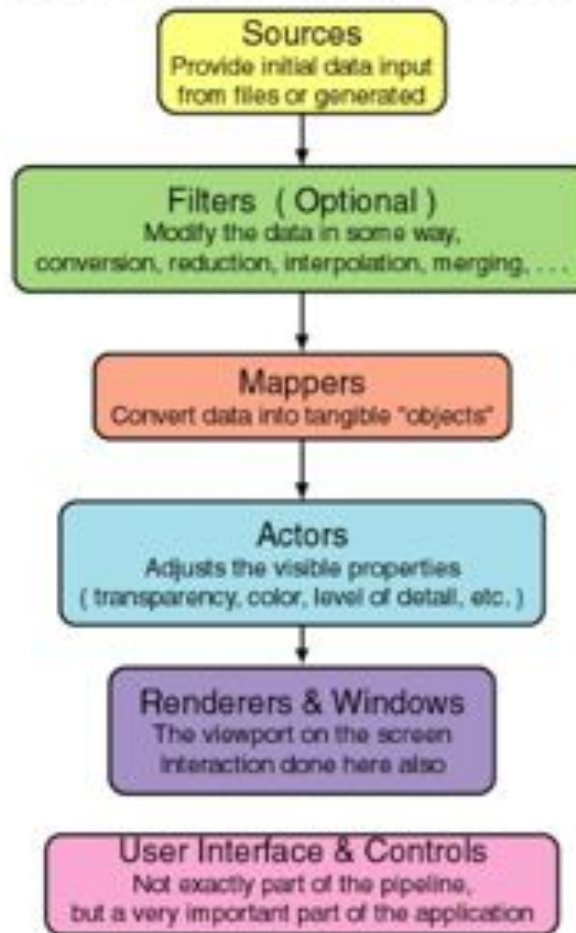 Sources
Provide initial data input
from files or generated
Filters ( Optional )
Modify the data in some way,
conversion, reduction, interpolation, merging, . . .
Mappers
Convert data into tangible "objects"
Actors
Adjusts the visible properties
( transparency, color, level of detail, etc. )
Renderers & Windows
The viewport on the screen
Interaction done here also
User Interface & Controls
Not exactly part of the pipeline,
but a very important part of the application